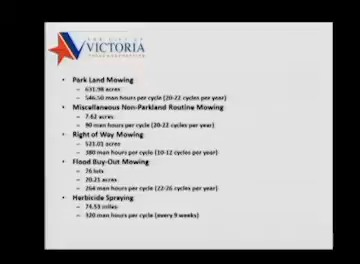 THE CITY OF
VICTORIA
• Park Land Mowing
– 631.98 acres
– 546.50 man hours per cycle (20-22 cycles per year)
• Miscellaneous Non-Parkland Routine Mowing
– 7.62 acres
– 90 man hours per cycle (20-22 cycles per year)
• Right of Way Mowing
– 521.01 acres
– 380 man hours per cycle (10-12 cycles per year)
• Flood Buy-Out Mowing
– 76 lots
– 20.21 acres
– 264 man hours per cycle (22-26 cycles per year)
• Herbicide Spraying
– 74.53 miles
– 320 man hours per cycle (every 9 weeks)